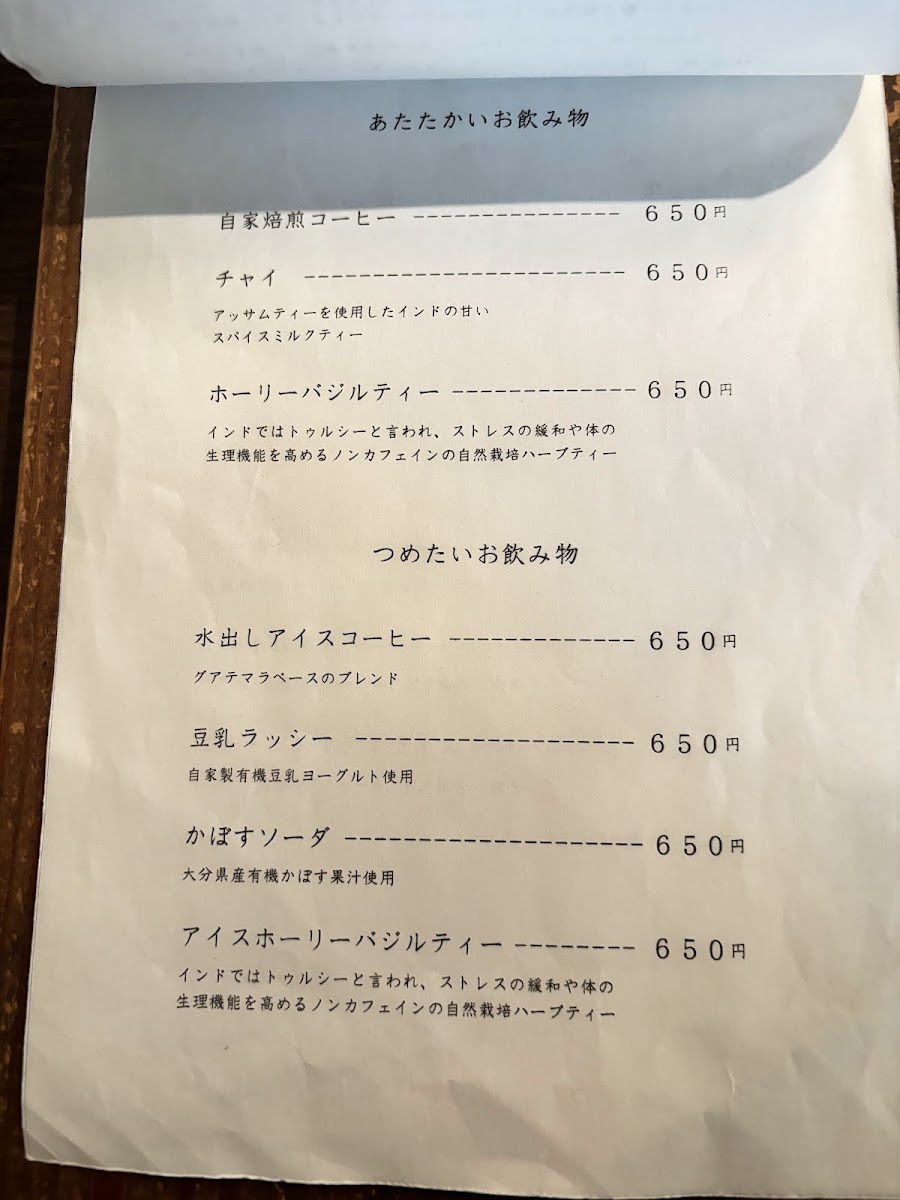 あたたかいお飲み物
自家焙煎コーヒー --------------- 650円
チャイ ------------------------ 650円
アッサムティーを使用したインドの甘い
スパイスミルクティー
ホーリーバジルティー -------------- 650円
インドではトゥルシーと言われ、ストレスの緩和や体の
生理機能を高めるノンカフェインの自然栽培ハーブティー
つめたいお飲み物
水出しアイスコーヒー ------------- 650円
グアテマラベースのブレンド
豆乳ラッシー ------------------- 650円
自家製有機豆乳ヨーグルト使用
かぼすソーダ --------------------- 650円
大分県産有機かぼす果汁使用
アイスホーリーバジルティー -------- 650円
インドではトゥルシーと言われ、ストレスの緩和や体の
生理機能を高めるノンカフェインの自然栽培ハーブティー